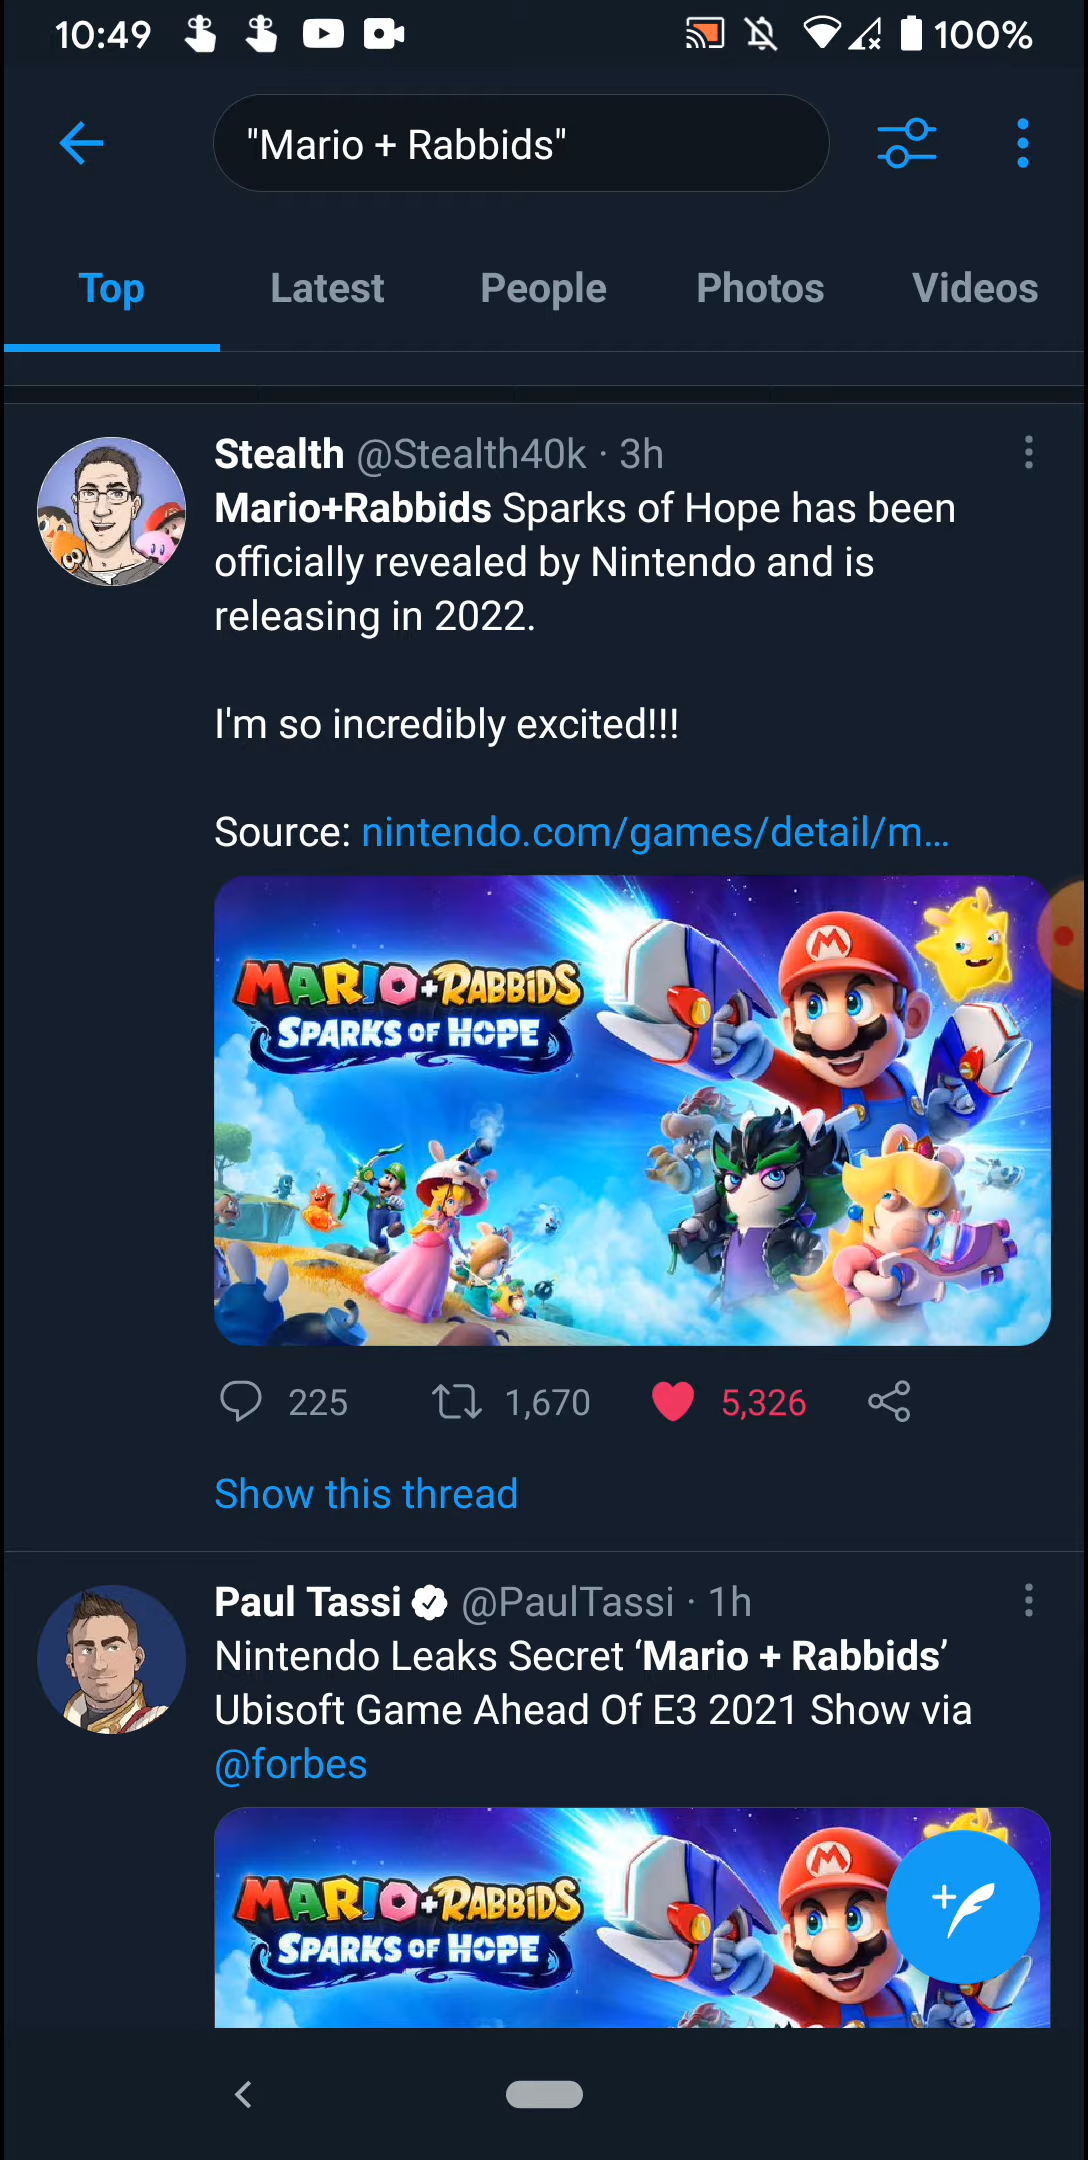 10:49
100%
"Mario + Rabbids"
Top Latest People Photos Videos
Stealth @Stealth40k · 3h
Mario+Rabbids Sparks of Hope has been
officially revealed by Nintendo and is
releasing in 2022.
I'm so incredibly excited!!!
Source: nintendo.com/games/detail/m...
MARIO+RABBIDS
SPARKS OF HOPE
M
225 1,670 5,326
Show this thread
Paul Tassi @PaulTassi · 1h
Nintendo Leaks Secret ‘Mario + Rabbids’
Ubisoft Game Ahead Of E3 2021 Show via
@forbes
MARIO+RABBIDS
SPARKS OF HOPE
M